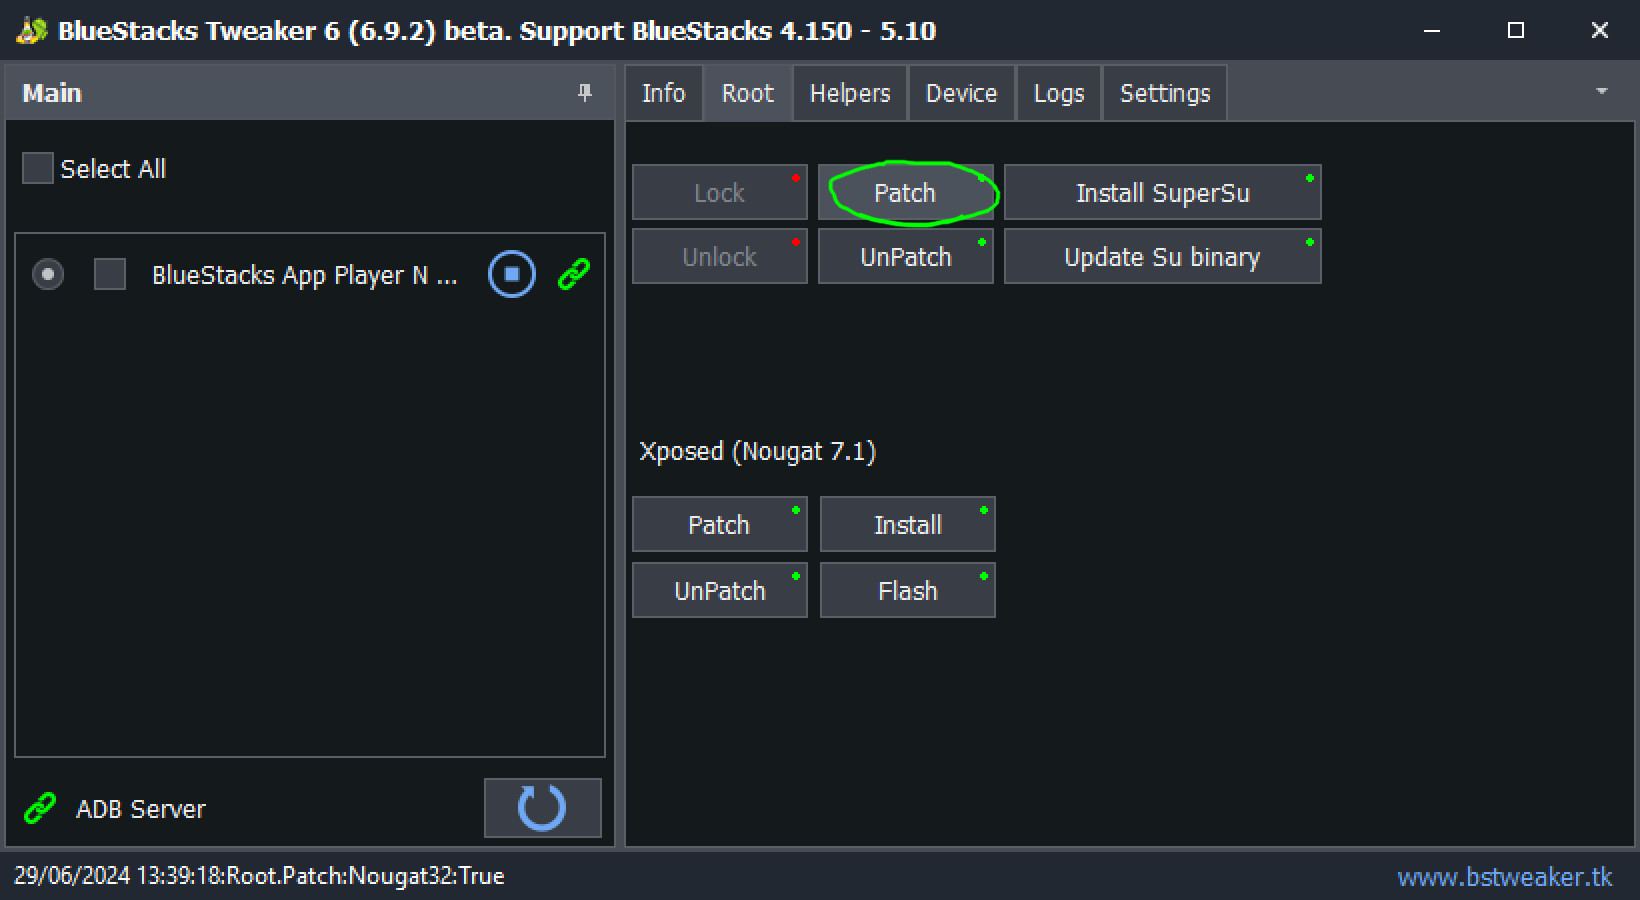 BlueStacks Tweaker 6 (6.9.2) beta. Support BlueStacks 4.150 - 5.10
Main
Info Root Helpers Device Logs Settings
Select All
Lock Patch Install SuperSu
Unlock UnPatch Update Su binary
BlueStacks App Player N ...
Xposed (Nougat 7.1)
Patch Install
UnPatch Flash
ADB Server
29/06/2024 13:39:18:Root.Patch:Nougat32:True
www.bstweaker.tk